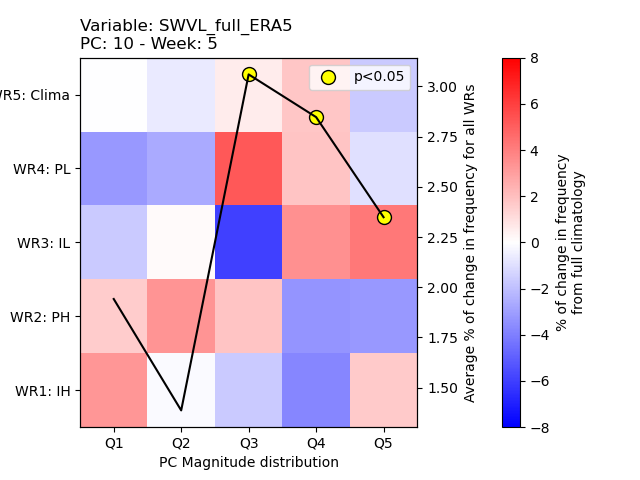 Variable: SWVL_full_ERA5
PC: 10 - Week: 5
p<0.05
WR5: Clima
WR4: PL
WR3: IL
WR2: PH
WR1: IH
Q1 Q2 Q3 Q4 Q5
PC Magnitude distribution
3.00
2.75
2.50
2.25
2.00
1.75
1.50
Average % of change in frequency for all WRs
8
6
4
2
0
−2
−4
−6
−8
% of change in frequency
from full climatology